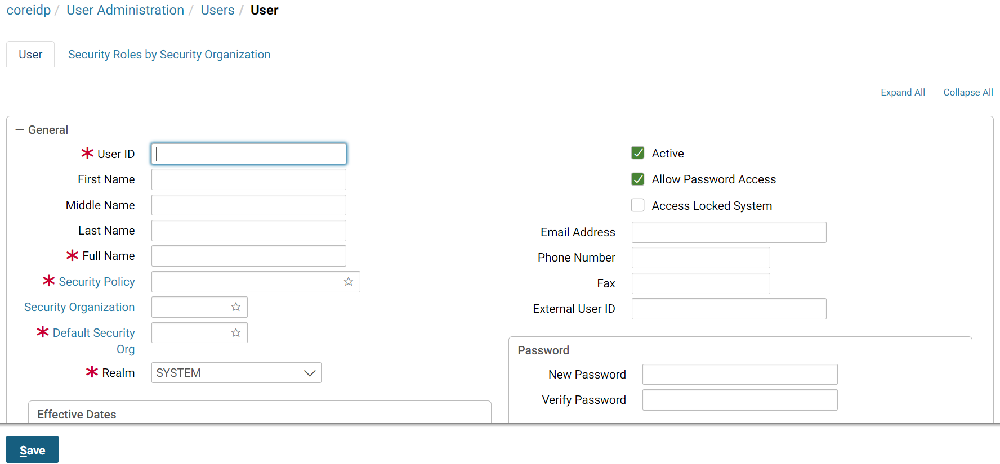 coreidp / User Administration / Users / User
User
Security Roles by Security Organization
Expand All
Collapse All
General
* User ID
First Name
Middle Name
Last Name
* Full Name
* Security Policy
Security Organization
* Default Security
Org
* Realm
SYSTEM
Effective Dates
Active
Allow Password Access
Access Locked System
Email Address
Phone Number
Fax
External User ID
Password
New Password
Verify Password
Save